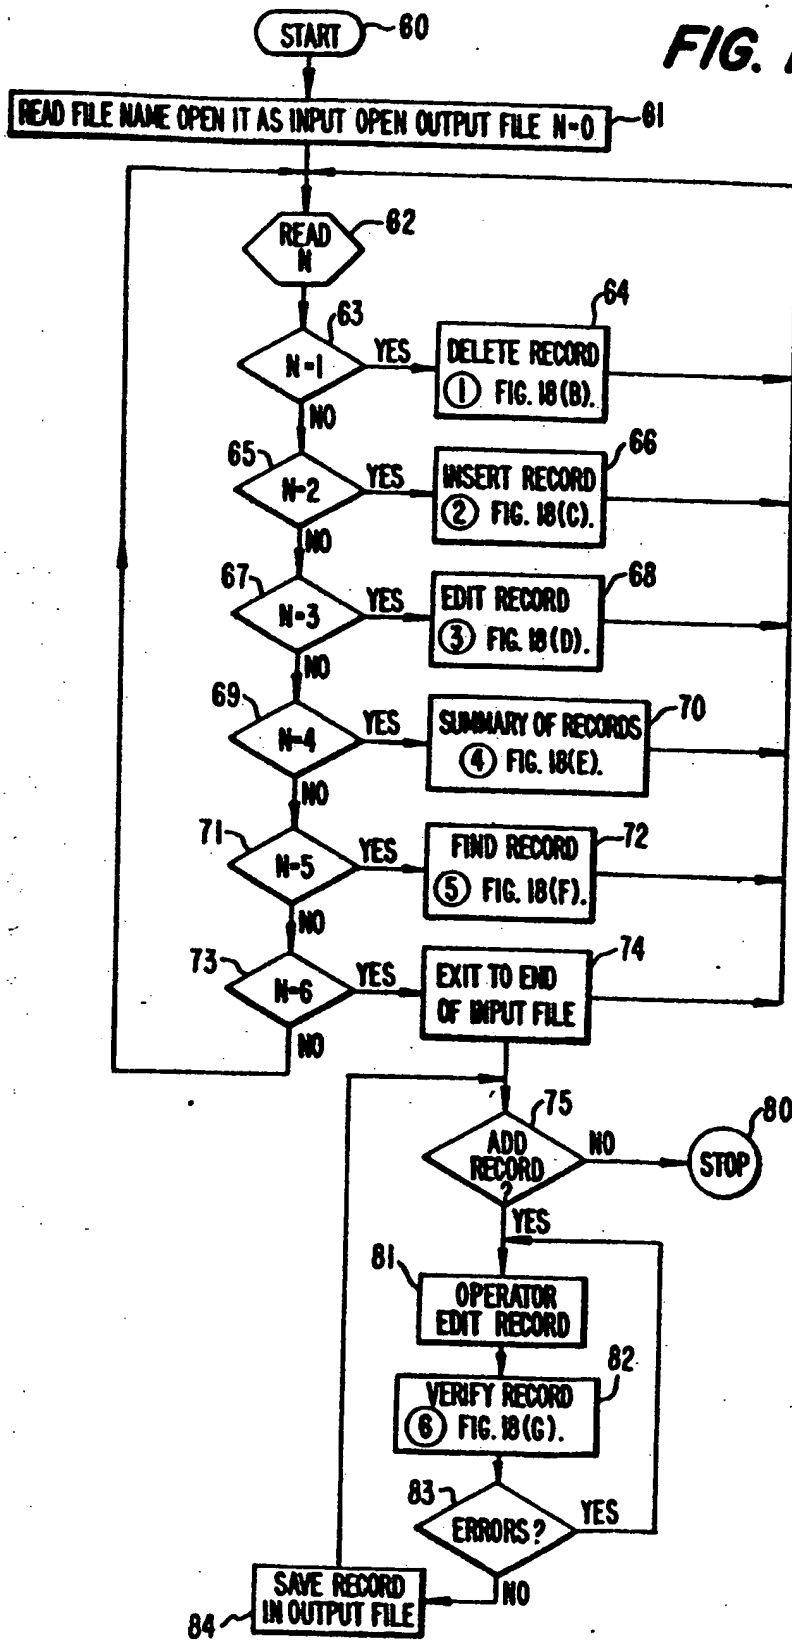 START
60
FIG.
READ FILE NAME OPEN IT AS INPUT OPEN OUTPUT FILE N=0
61
READ
N
62
63
N=1
YES
NO
64
DELETE RECORD
1 FIG. 18(B).
65
N=2
YES
NO
66
INSERT RECORD
2 FIG. 18(C).
67
N=3
YES
NO
68
EDIT RECORD
3 FIG. 18(D).
69
N=4
YES
NO
70
SUMMARY OF RECORDS
4 FIG. 18(E).
71
N=5
YES
NO
72
FIND RECORD
5 FIG. 18(F).
73
N=6
YES
NO
74
EXIT TO END
OF INPUT FILE
75
ADD
RECORD
?
NO
YES
80
STOP
81
OPERATOR
EDIT RECORD
82
VERIFY RECORD
6 FIG. 18(G).
83
ERRORS?
YES
NO
SAVE RECORD
IN OUTPUT FILE
84